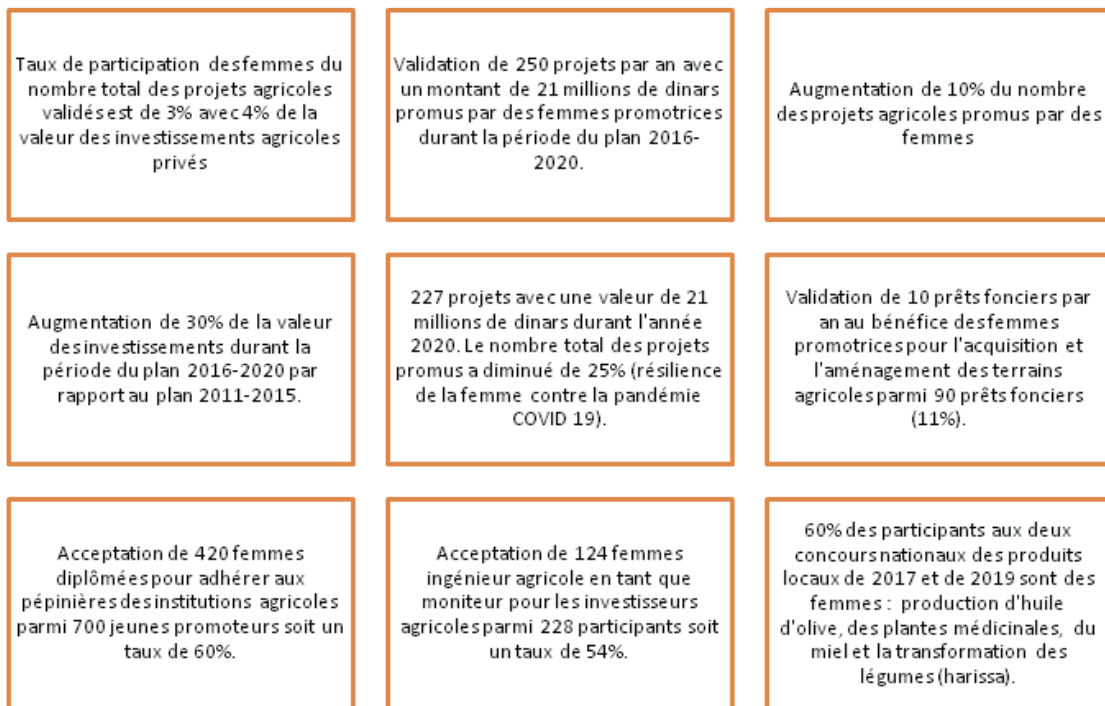 Taux de participation des femmes du
nombre total des projets agricoles
validés est de 3% avec 4% de la
valeur des investissements agricoles
privés
Validation de 250 projets par an avec
un montant de 21 millions de dinars
promus par des femmes promotrices
durant la période du plan 2016-
2020.
Augmentation de 10% du nombre
des projets agricoles promus par des
femmes
Augmentation de 30% de la valeur
des investissements durant la
période du plan 2016-2020 par
rapport au plan 2011-2015.
227 projets avec une valeur de 21
millions de dinars durant l'année
2020. Le nombre total des projets
promus a diminué de 25% (résilience
de la femme contre la pandémie
COVID 19).
Validation de 10 prêts fonciers par
an au bénéfice des femmes
promotrices pour l'acquisition et
l'aménagement des terrains
agricoles parmi 90 prêts fonciers
(11%).
Acceptation de 420 femmes
diplômées pour adhérer aux
pépinières des institutions agricoles
parmi 700 jeunes promoteurs soit un
taux de 60%.
Acceptation de 124 femmes
ingénieur agricole en tant que
moniteur pour les investisseurs
agricoles parmi 228 participants soit
un taux de 54%.
60% des participants aux deux
concours nationaux des produits
locaux de 2017 et de 2019 sont des
femmes : production d'huile
d'olive, des plantes médicinales, du
miel et la transformation des
légumes (harissa).